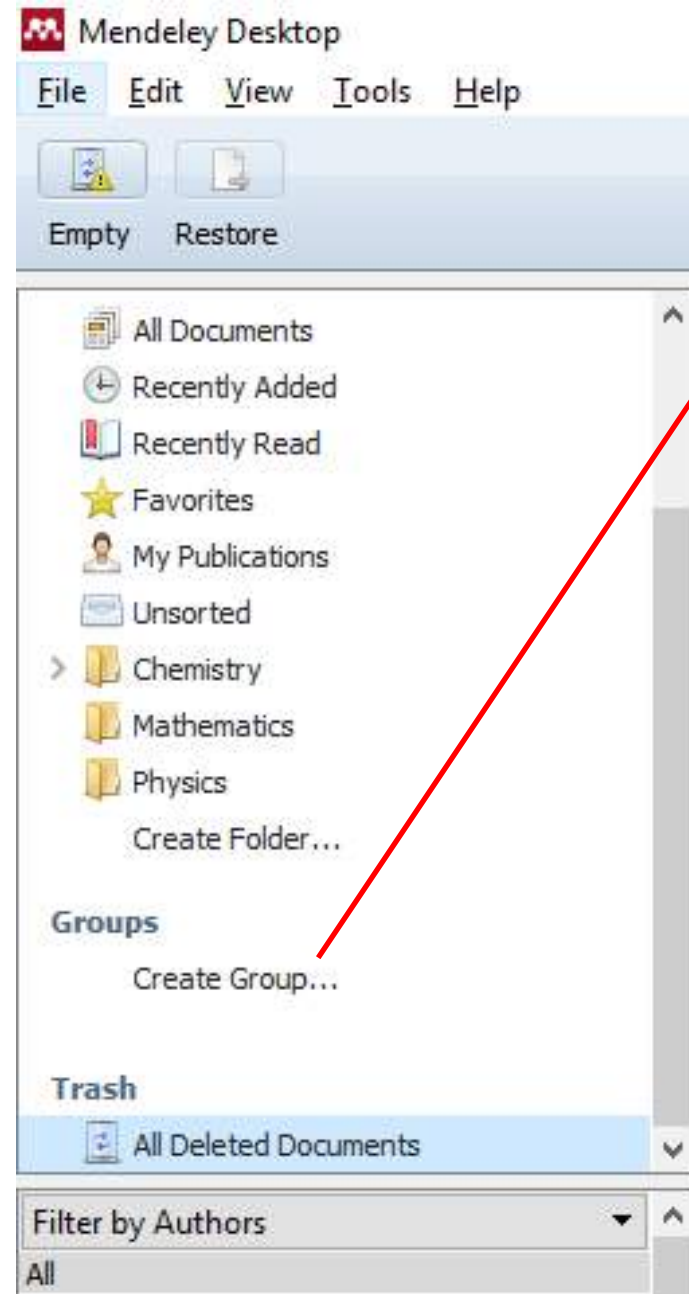 Mendeley Desktop
File Edit View Tools Help
Empty Restore
All Documents
Recently Added
Recently Read
Favorites
My Publications
Unsorted
Chemistry
Mathematics
Physics
Create Folder...
Groups
Create Group...
Trash
All Deleted Documents
Filter by Authors
All